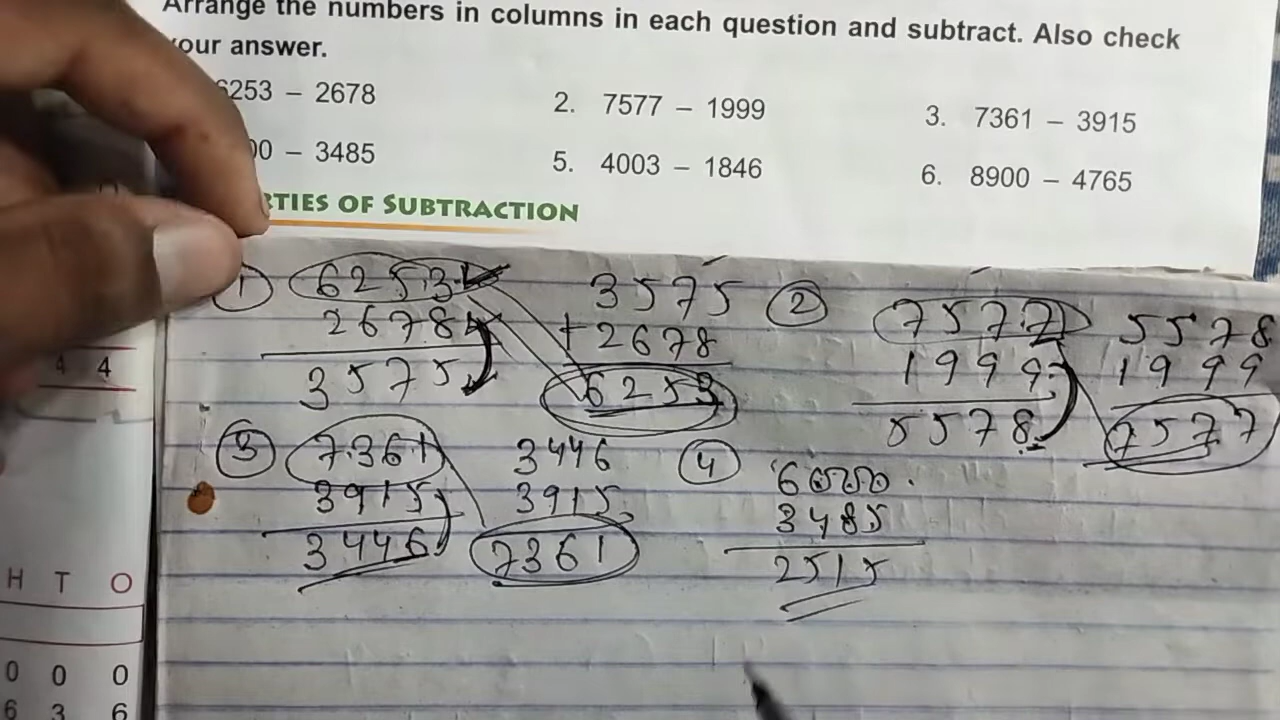 Arrange the numbers in columns in each question and subtract. Also check
your answer.
6253 – 2678 2. 7577 – 1999 3. 7361 – 3915
00 – 3485 5. 4003 – 1846 6. 8900 – 4765
RTIES OF SUBTRACTION
1 6253 3575 2 7577 5578
2678 +2678 1999 1999
3575 6253 5578 7577
3 7361 3446 4 6000
3915 3915 3485
3446 7361 2515
4 4
H T O
0 0 0
6 3 6